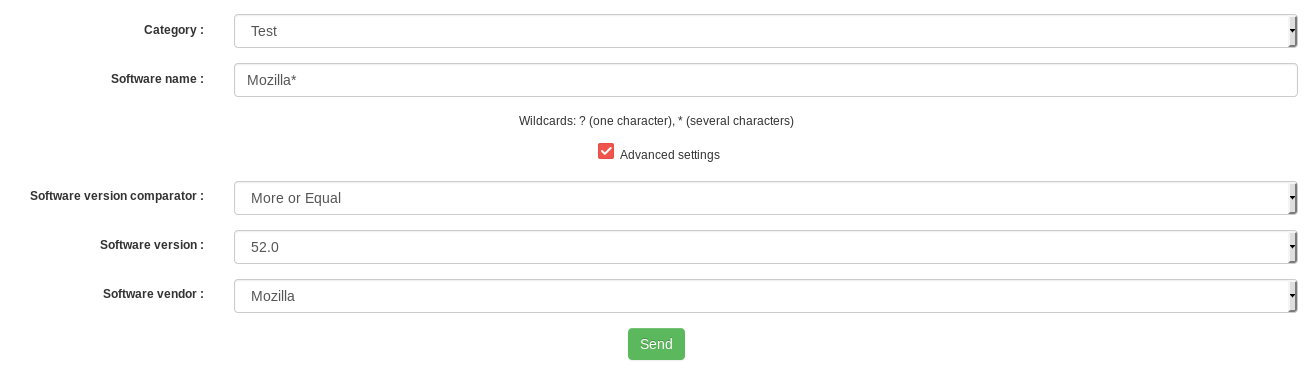 Category : Test
Software name : Mozilla*
Wildcards: ? (one character), * (several characters)
Advanced settings
Software version comparator : More or Equal
Software version : 52.0
Software vendor : Mozilla
Send